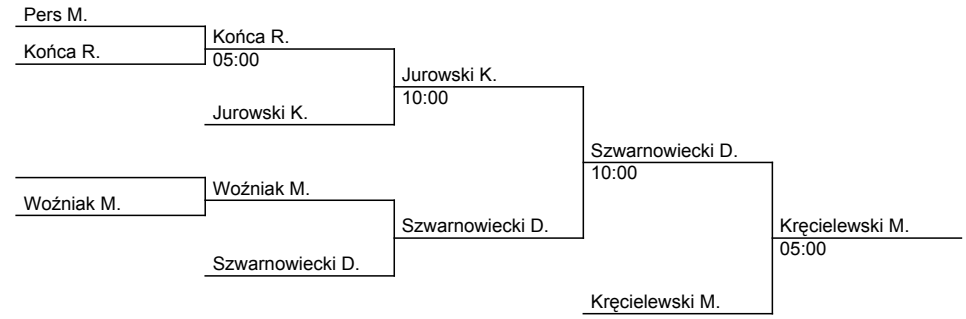 Pers M.
Końca R.
Końca R.
05:00
Jurowski K.
Jurowski K.
10:00
Woźniak M.
Woźniak M.
Szwarnowiecki D.
Szwarnowiecki D.
Szwarnowiecki D.
10:00
Kręcielewski M.
Kręcielewski M.
05:00